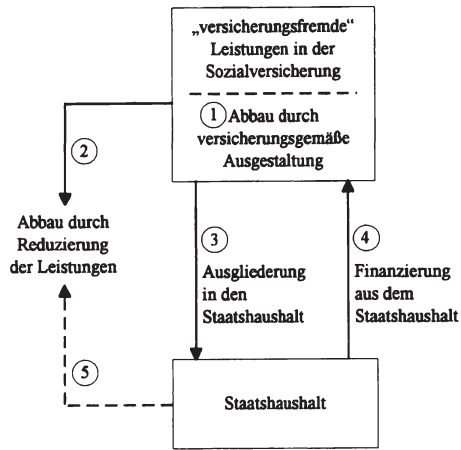 „versicherungsfremde“
Leistungen in der
Sozialversicherung
1 Abbau durch
versicherungsgemäße
Ausgestaltung
2
Abbau durch
Reduzierung
der Leistungen
3
Ausgliederung
in den
Staatshaushalt
4
Finanzierung
aus dem
Staatshaushalt
5
Staatshaushalt